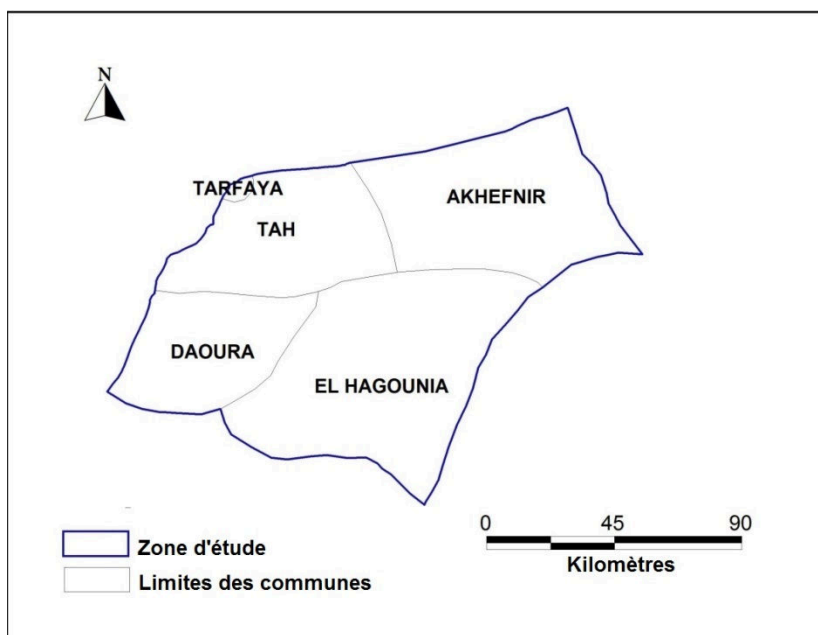 N
TARFAYA
AKHEFNIR
TAH
DAOURA
EL HAGOUNIA
0 45 90
Kilomètres
Zone d'étude
Limites des communes